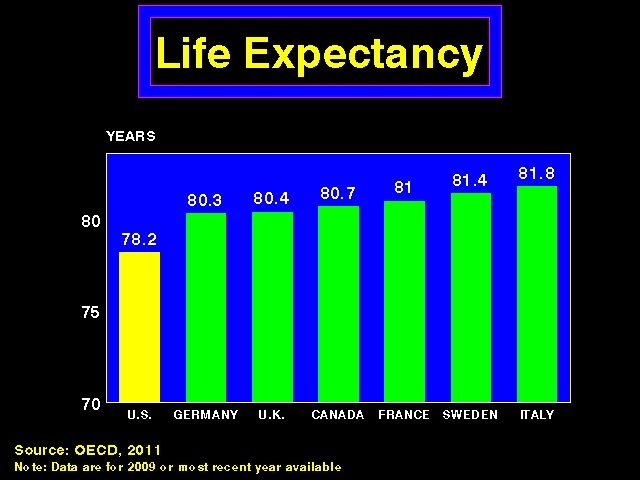 Life Expectancy
YEARS
78.2 80.3 80.4 80.7 81 81.4 81.8
80
75
70
U.S. GERMANY U.K. CANADA FRANCE SWEDEN ITALY
Source: OECD, 2011
Note: Data are for 2009 or most recent year available